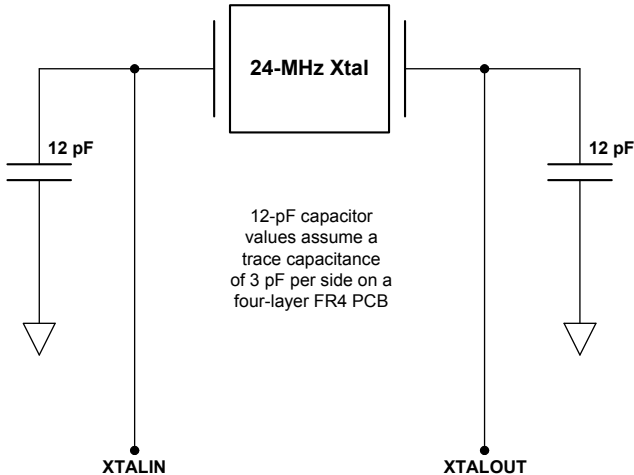 24-MHz Xtal
12 pF
12 pF
12-pF capacitor
values assume a
trace capacitance
of 3 pF per side on a
four-layer FR4 PCB
XTALIN
XTALOUT